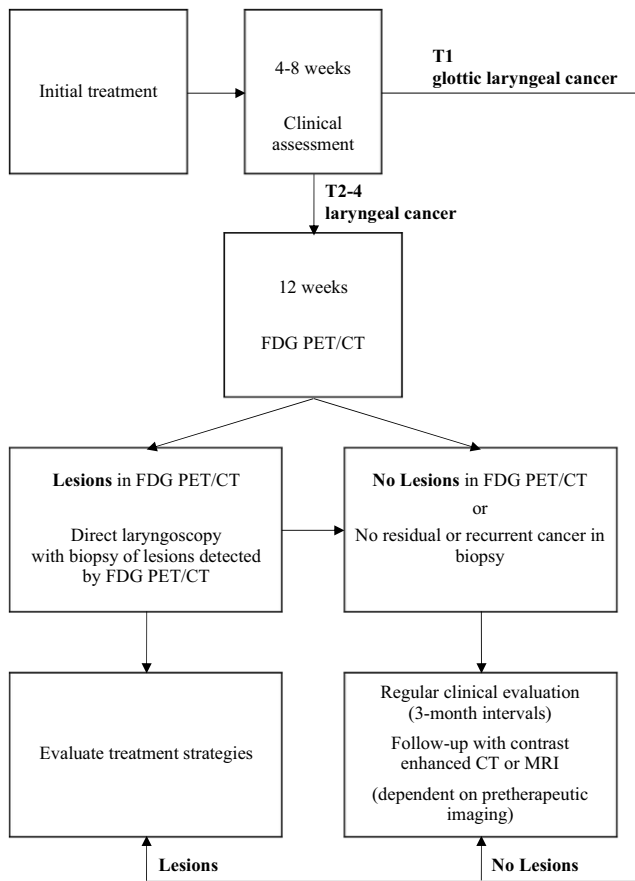 Initial treatment
4-8 weeks
Clinical
assessment
T1
glottic laryngeal cancer
T2-4
laryngeal cancer
12 weeks
FDG PET/CT
Lesions in FDG PET/CT
Direct laryngoscopy
with biopsy of lesions detected
by FDG PET/CT
No Lesions in FDG PET/CT
or
No residual or recurrent cancer in
biopsy
Evaluate treatment strategies
Regular clinical evaluation
(3-month intervals)
Follow-up with contrast
enhanced CT or MRI
(dependent on pretherapeutic
imaging)
Lesions
No Lesions